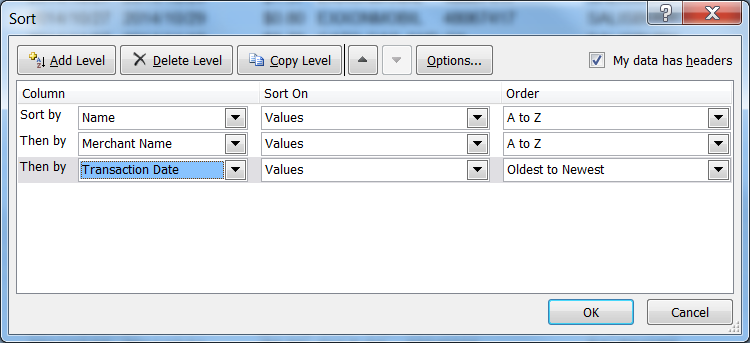 Sort
Add Level Delete Level Copy Level Options... My data has headers
Column Sort On Order
Sort by Name Values A to Z
Then by Merchant Name Values A to Z
Then by Transaction Date Values Oldest to Newest
OK Cancel